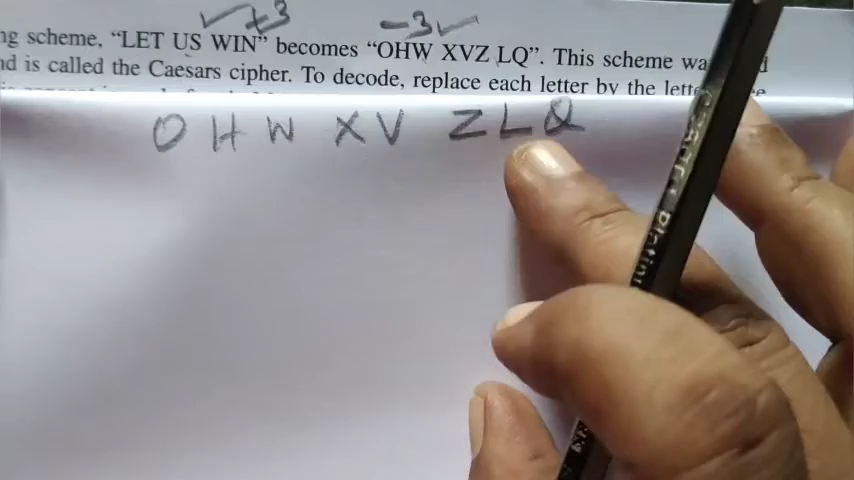 +3 -3
ng scheme, “LET US WIN” becomes “OHW XVZ LQ”. This scheme wa
nd is called the Caesars cipher. To decode, replace each letter by the lette
O H W X V Z L Q